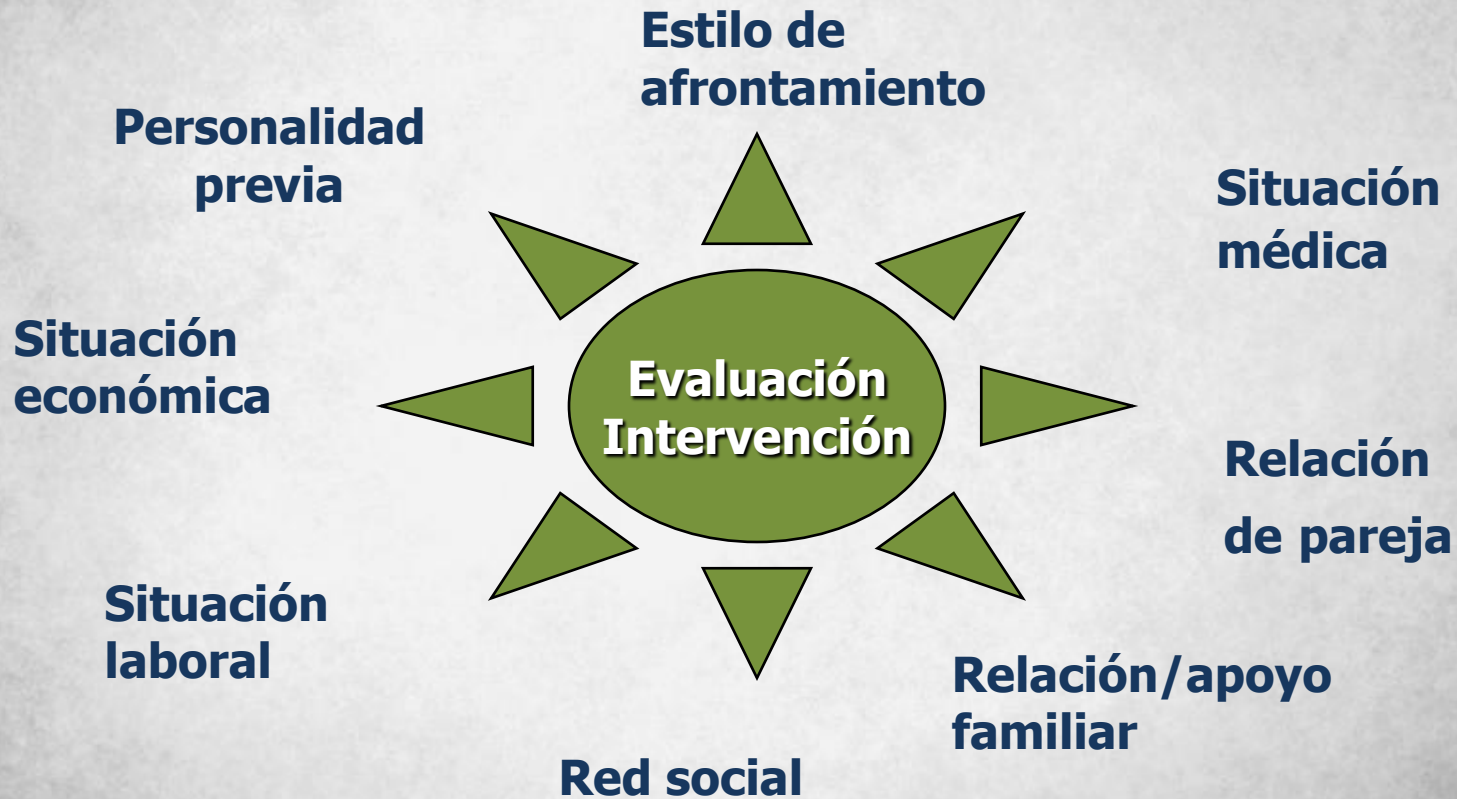 Estilo de
afrontamiento
Personalidad
previa
Situación
médica
Situación
económica
Evaluación
Intervención
Relación
de pareja
Situación
laboral
Relación/apoyo
familiar
Red social